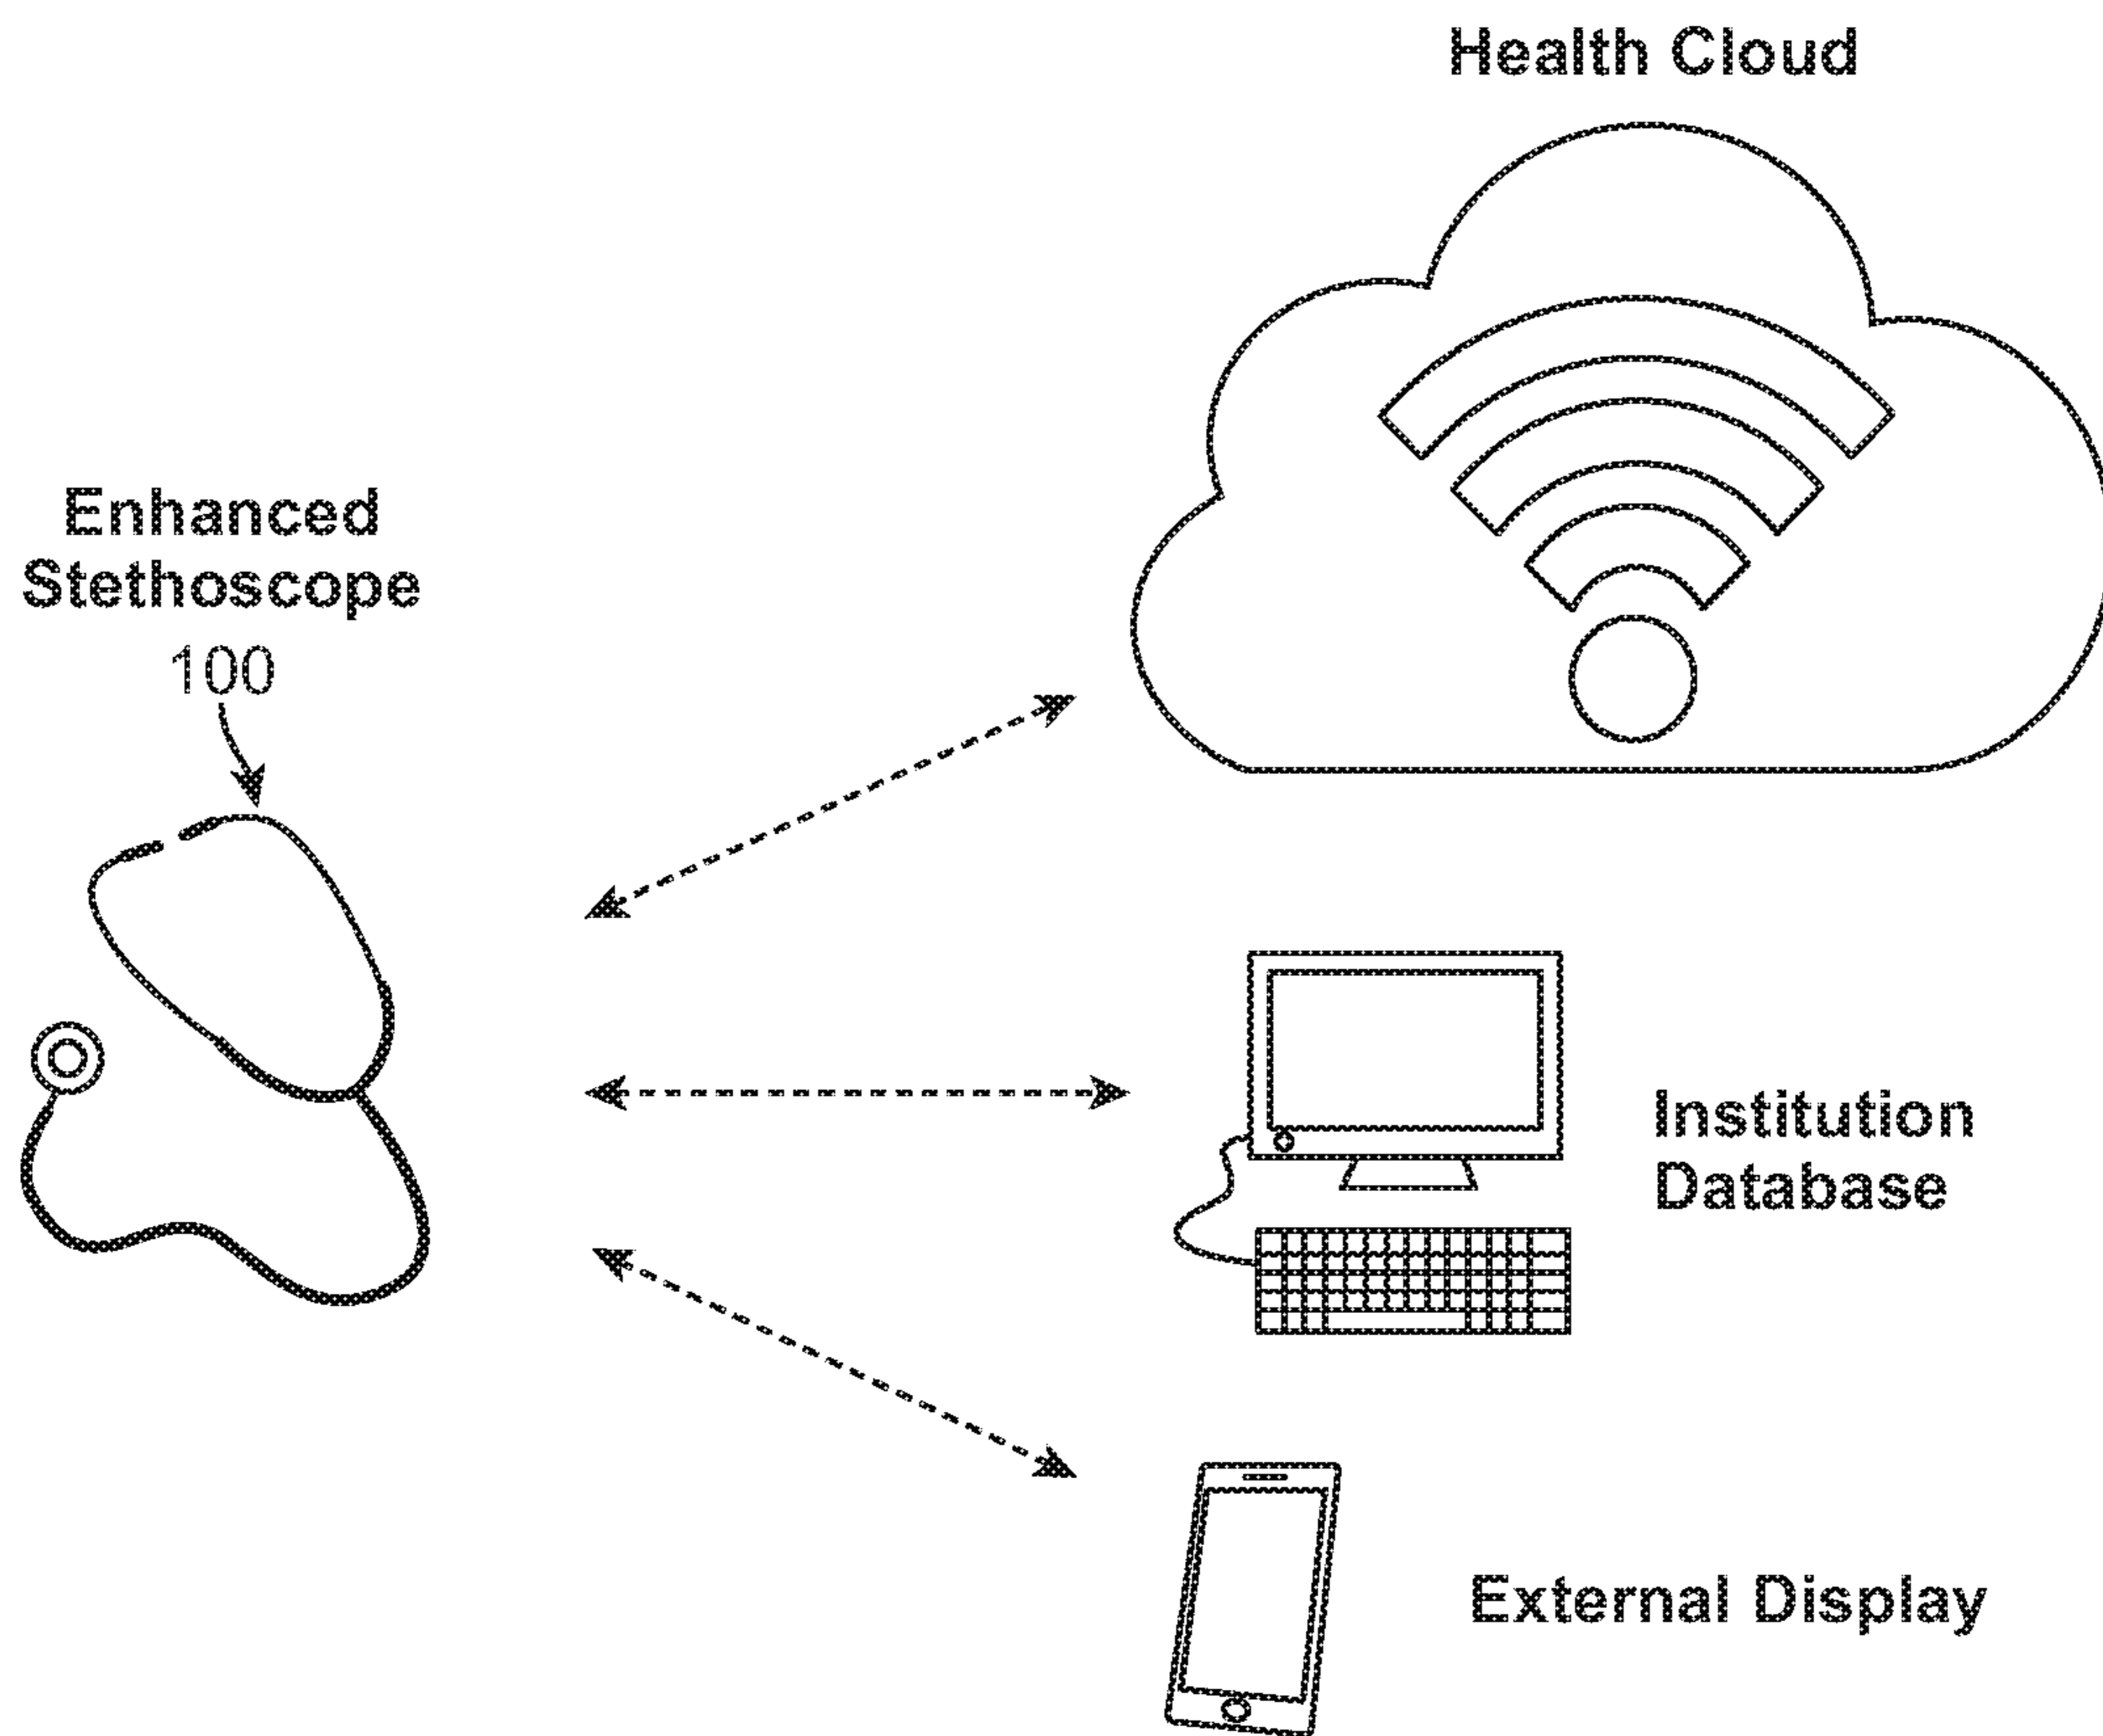 Health Cloud
Enhanced
Stethoscope
100
Institution
Database
External Display